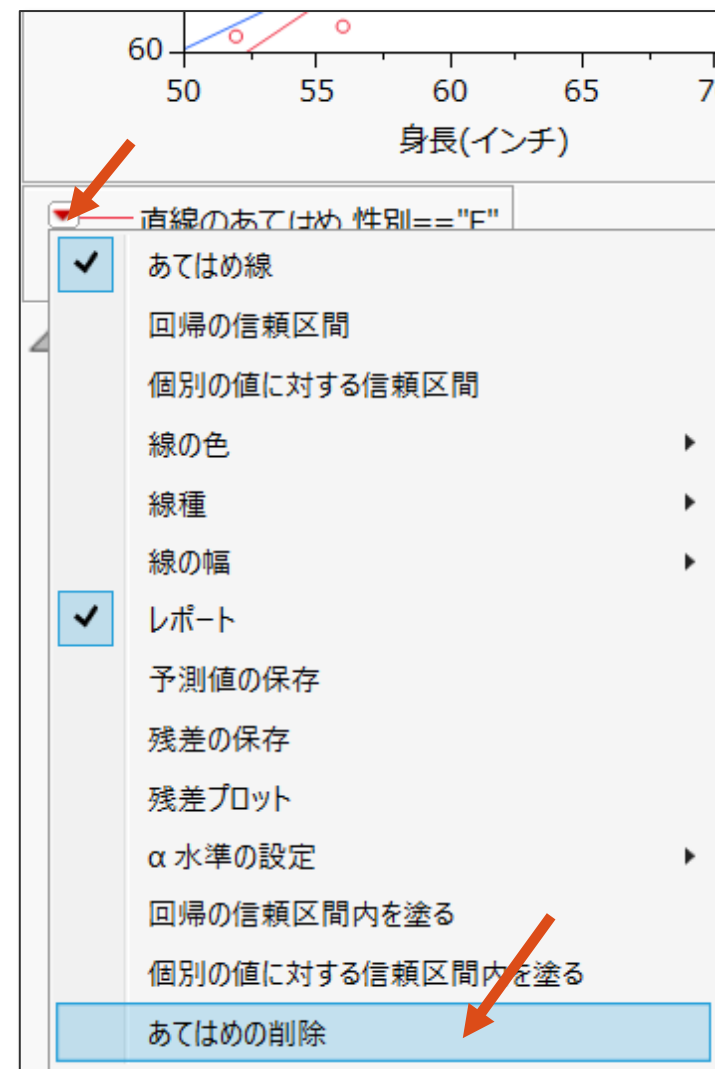 60
50 55 60 65 7
身長(インチ)
直線のあてはめ 性別=="F"
あてはめ線
回帰の信頼区間
個別の値に対する信頼区間
線の色
線種
線の幅
レポート
予測値の保存
残差の保存
残差プロット
α 水準の設定
回帰の信頼区間内を塗る
個別の値に対する信頼区間内を塗る
あてはめの削除